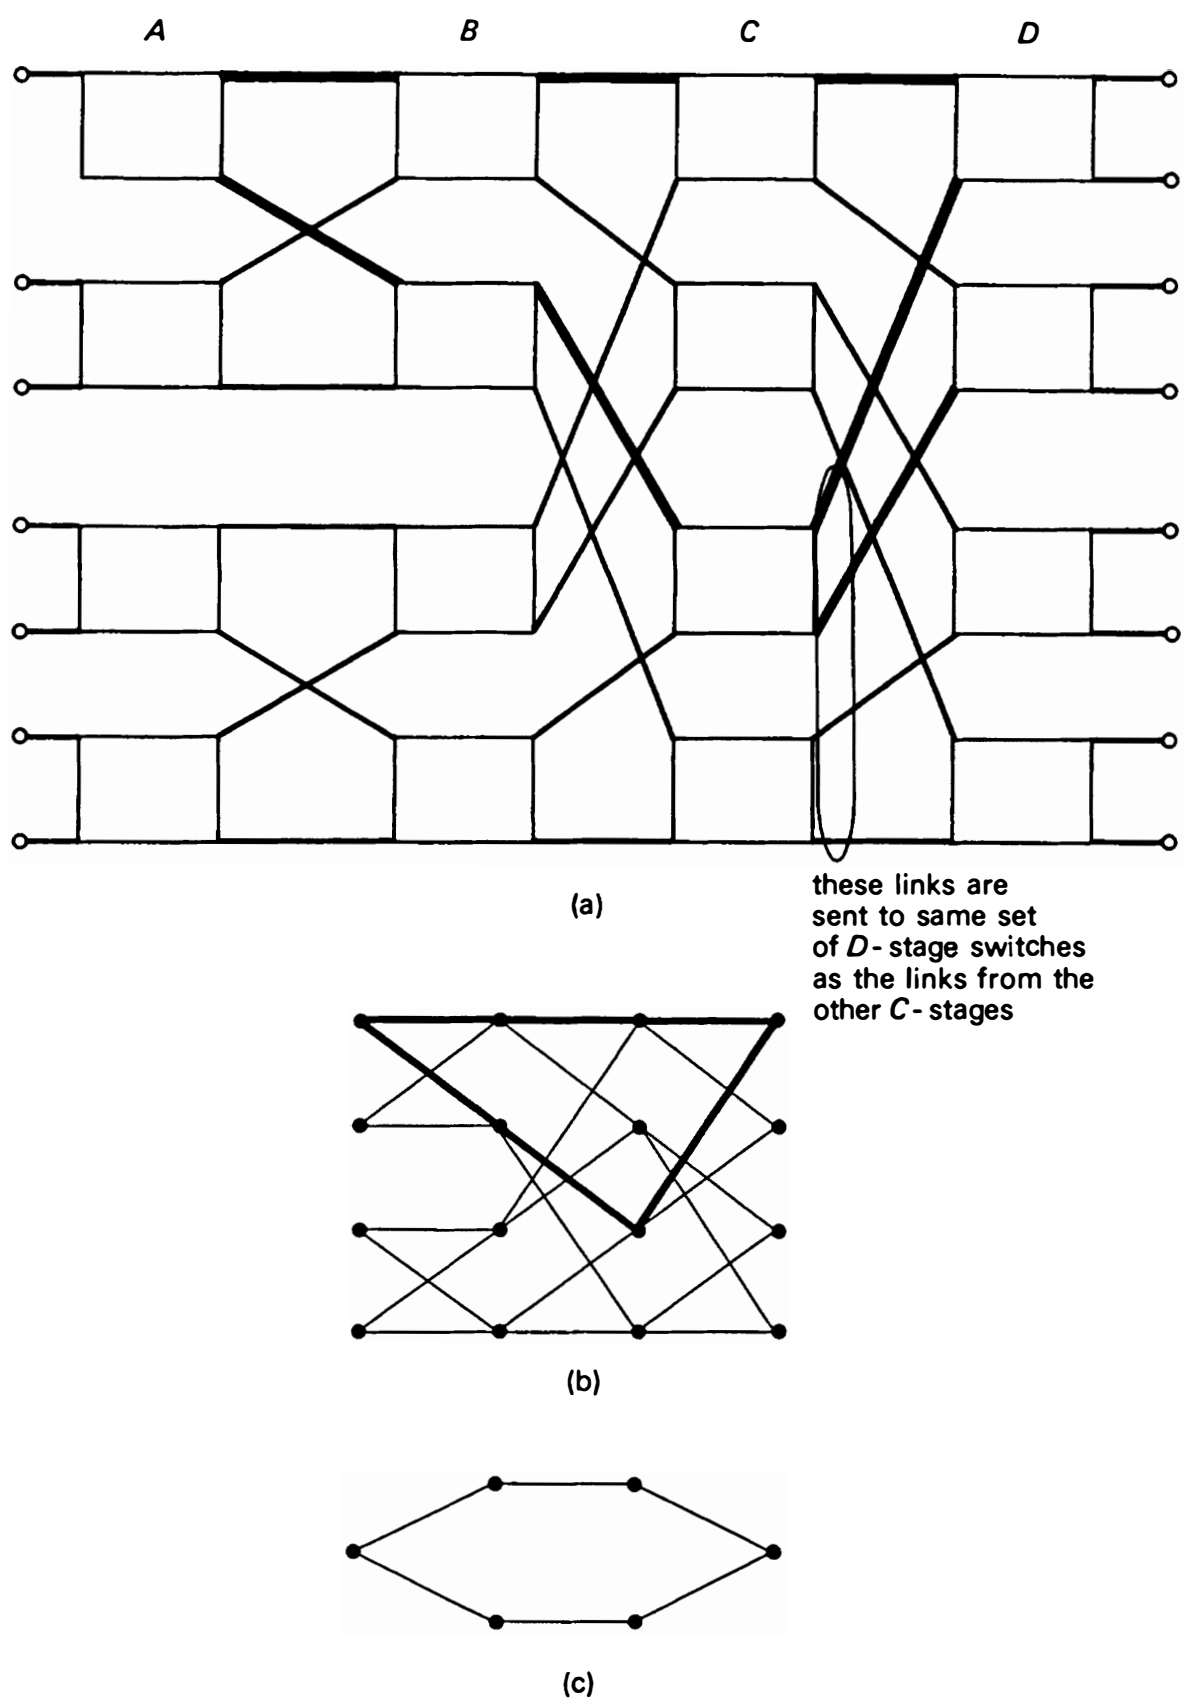 A B C D
(a)
these links are
sent to same set
of D-stage switches
as the links from the
other C-stages
(b)
(c)